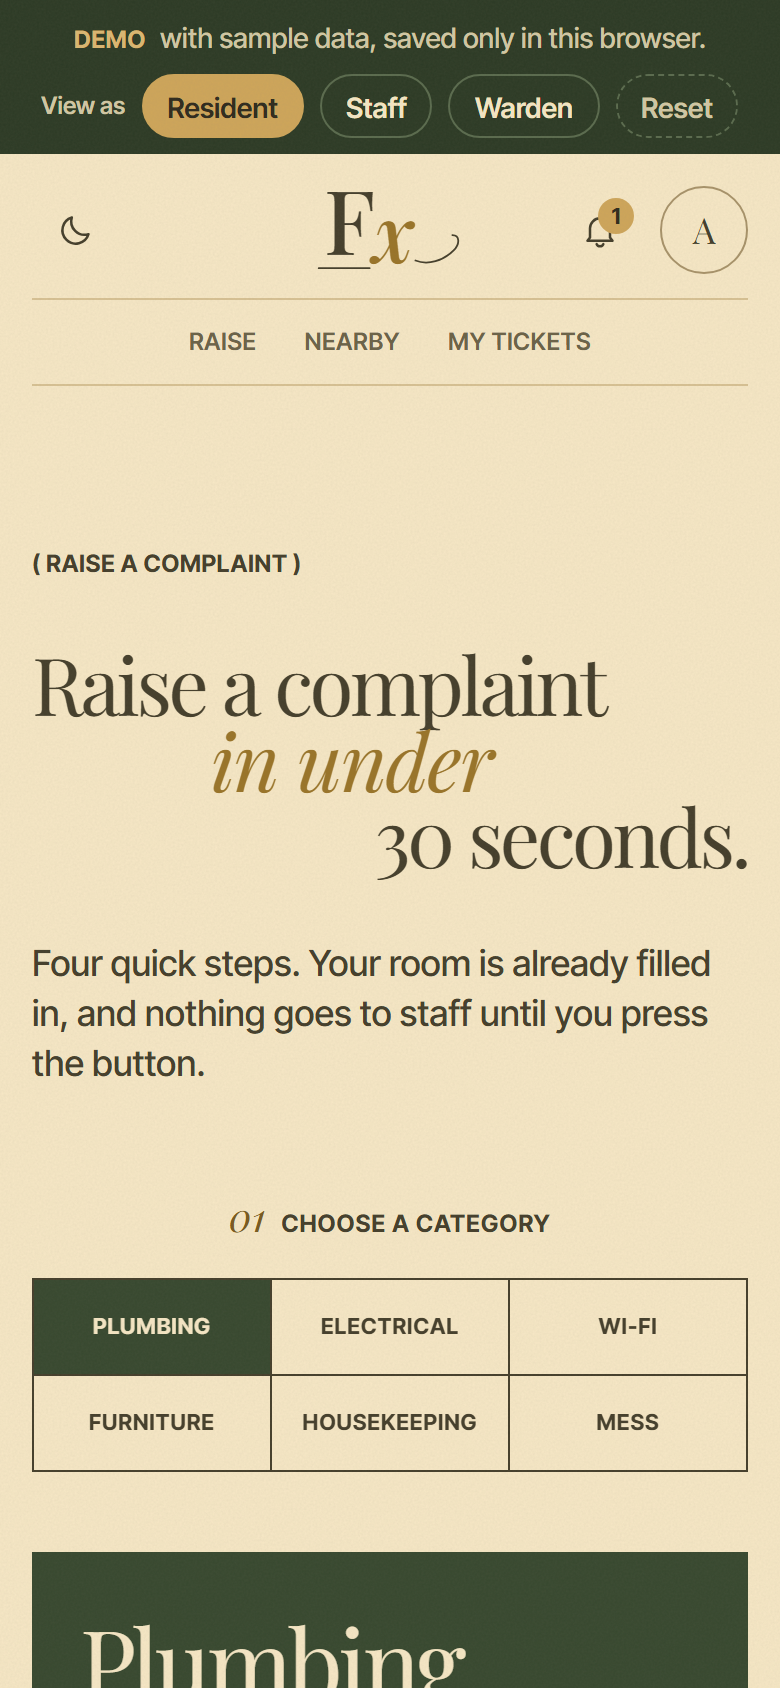 DEMO with sample data, saved only in this browser.
View as Resident Staff Warden Reset
Fx 1 A
RAISE NEARBY MY TICKETS
( RAISE A COMPLAINT )
Raise a complaint
in under
30 seconds.
Four quick steps. Your room is already filled
in, and nothing goes to staff until you press
the button.
01 CHOOSE A CATEGORY
PLUMBING ELECTRICAL WI-FI
FURNITURE HOUSEKEEPING MESS
Plumbing